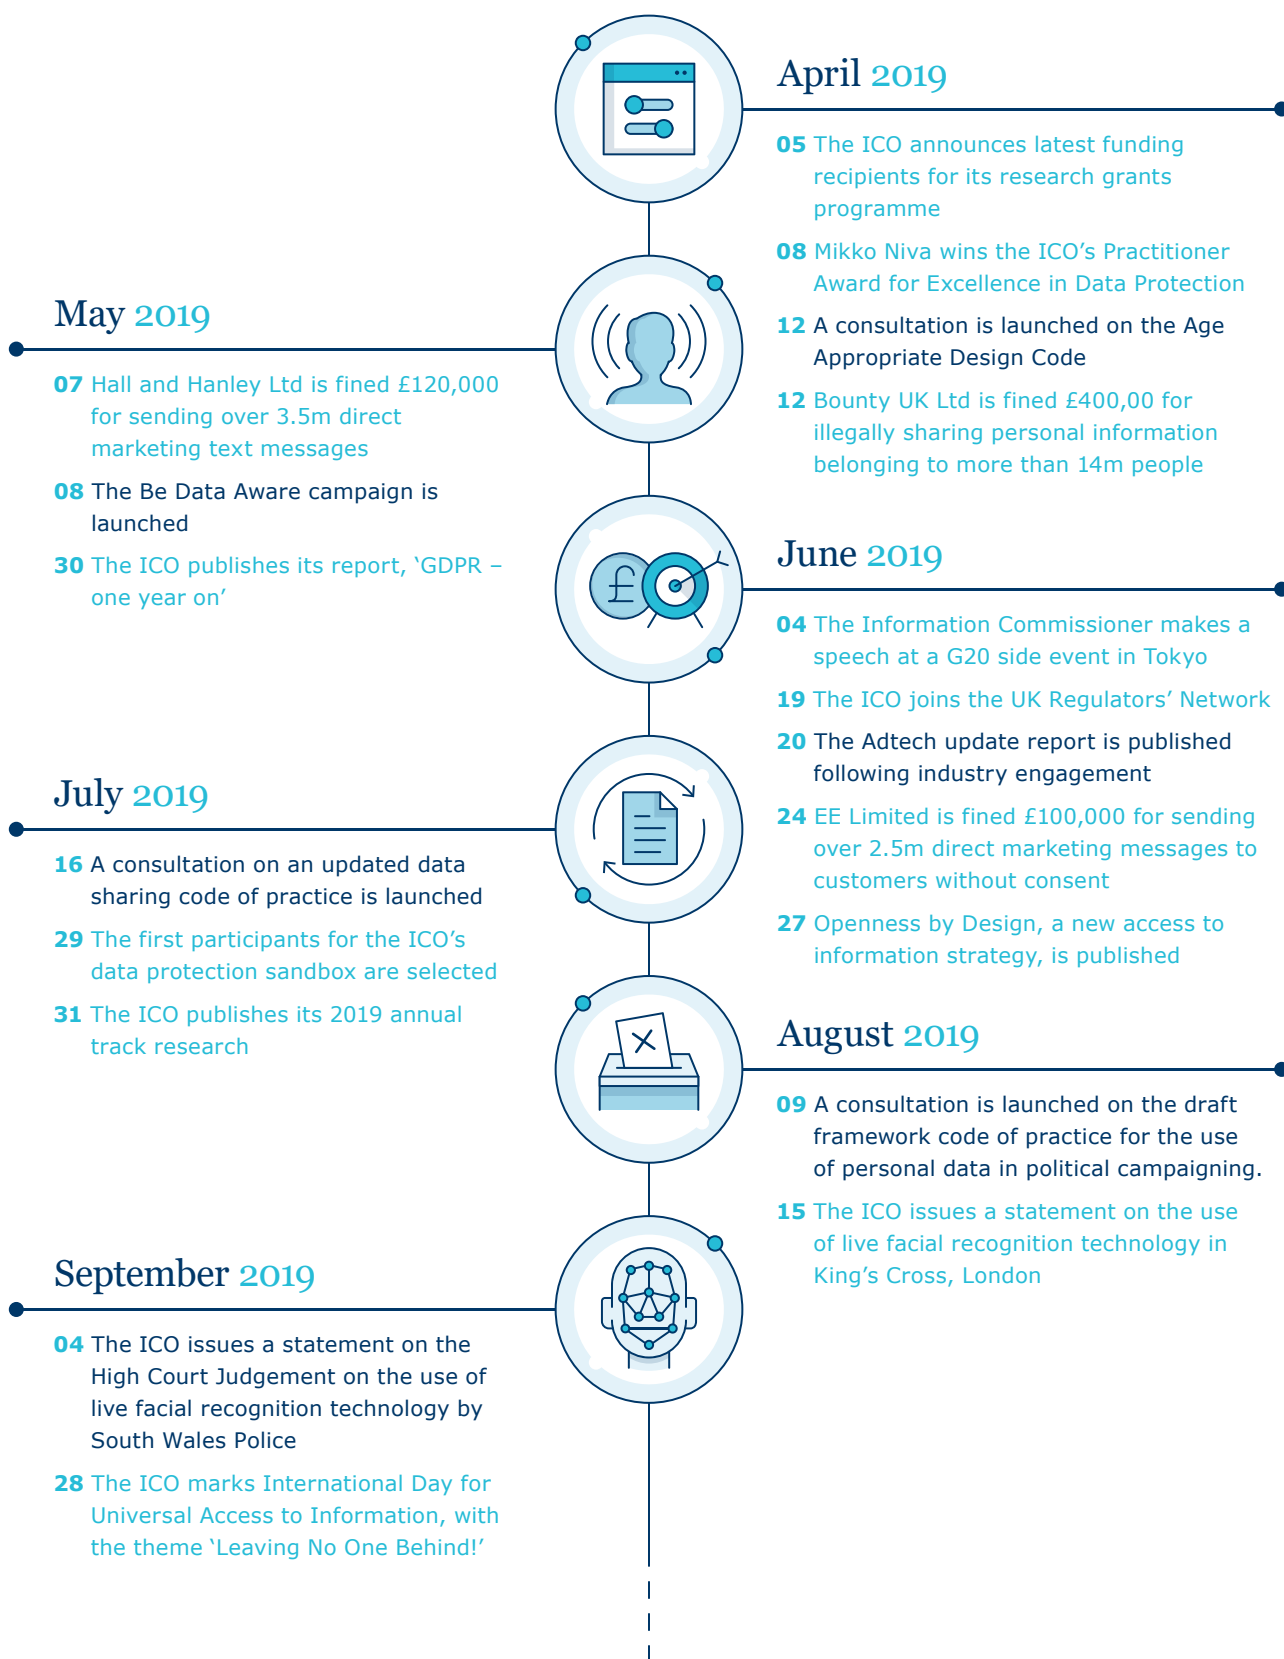 April 2019
05 The ICO announces latest funding
recipients for its research grants
programme
08 Mikko Niva wins the ICO’s Practitioner
Award for Excellence in Data Protection
12 A consultation is launched on the Age
Appropriate Design Code
12 Bounty UK Ltd is fined £400,00 for
illegally sharing personal information
belonging to more than 14m people
May 2019
07 Hall and Hanley Ltd is fined £120,000
for sending over 3.5m direct
marketing text messages
08 The Be Data Aware campaign is
launched
30 The ICO publishes its report, ‘GDPR –
one year on’
£
June 2019
04 The Information Commissioner makes a
speech at a G20 side event in Tokyo
19 The ICO joins the UK Regulators’ Network
20 The Adtech update report is published
following industry engagement
24 EE Limited is fined £100,000 for sending
over 2.5m direct marketing messages to
customers without consent
27 Openness by Design, a new access to
information strategy, is published
July 2019
16 A consultation on an updated data
sharing code of practice is launched
29 The first participants for the ICO’s
data protection sandbox are selected
31 The ICO publishes its 2019 annual
track research
August 2019
09 A consultation is launched on the draft
framework code of practice for the use
of personal data in political campaigning.
15 The ICO issues a statement on the use
of live facial recognition technology in
King’s Cross, London
September 2019
04 The ICO issues a statement on the
High Court Judgement on the use of
live facial recognition technology by
South Wales Police
28 The ICO marks International Day for
Universal Access to Information, with
the theme ‘Leaving No One Behind!’